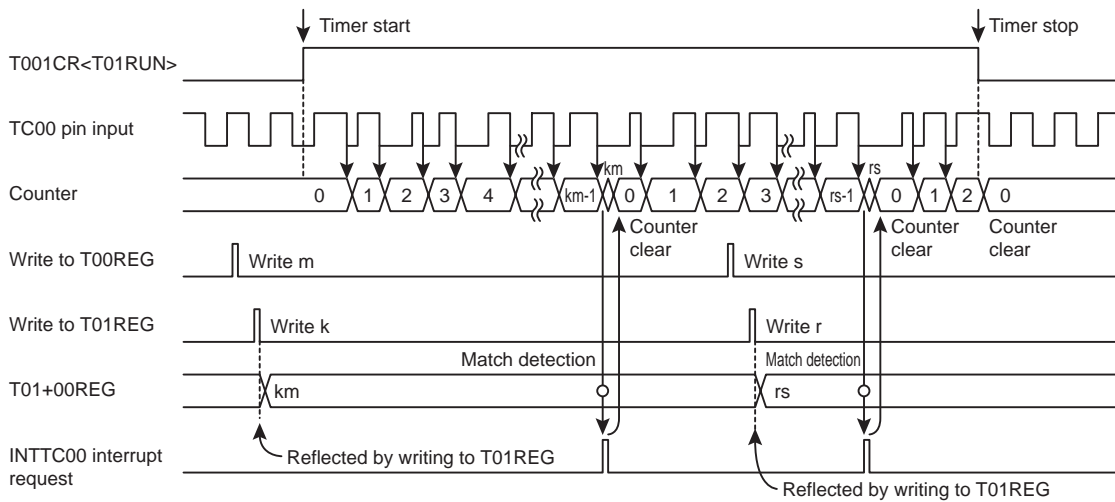 Timer start
Timer stop
T001CR<T01RUN>
TC00 pin input
km
rs
Counter
0 1 2 3 4 km-1 0 1 2 3 rs-1 0 1 2 0
Counter
clear
Counter
clear
Counter
clear
Write to T00REG
Write m
Write s
Write to T01REG
Write k
Write r
Match detection
Match detection
T01+00REG
km
rs
Reflected by writing to T01REG
INTTC00 interrupt
request
Reflected by writing to T01REG